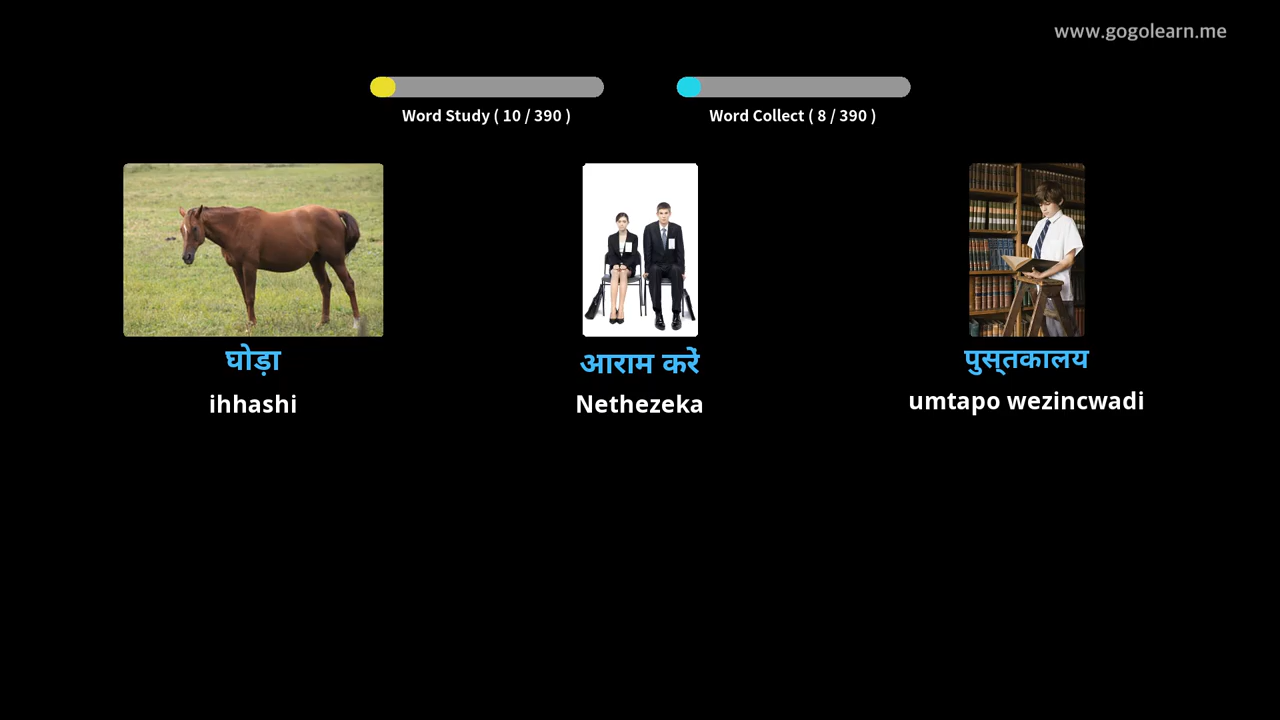 www.gogolearn.me
Word Study ( 10 / 390 )
Word Collect ( 8 / 390 )
घोड़ा
आराम करें
पुस्तकालय
ihhashi
Nethezeka
umtapo wezincwadi